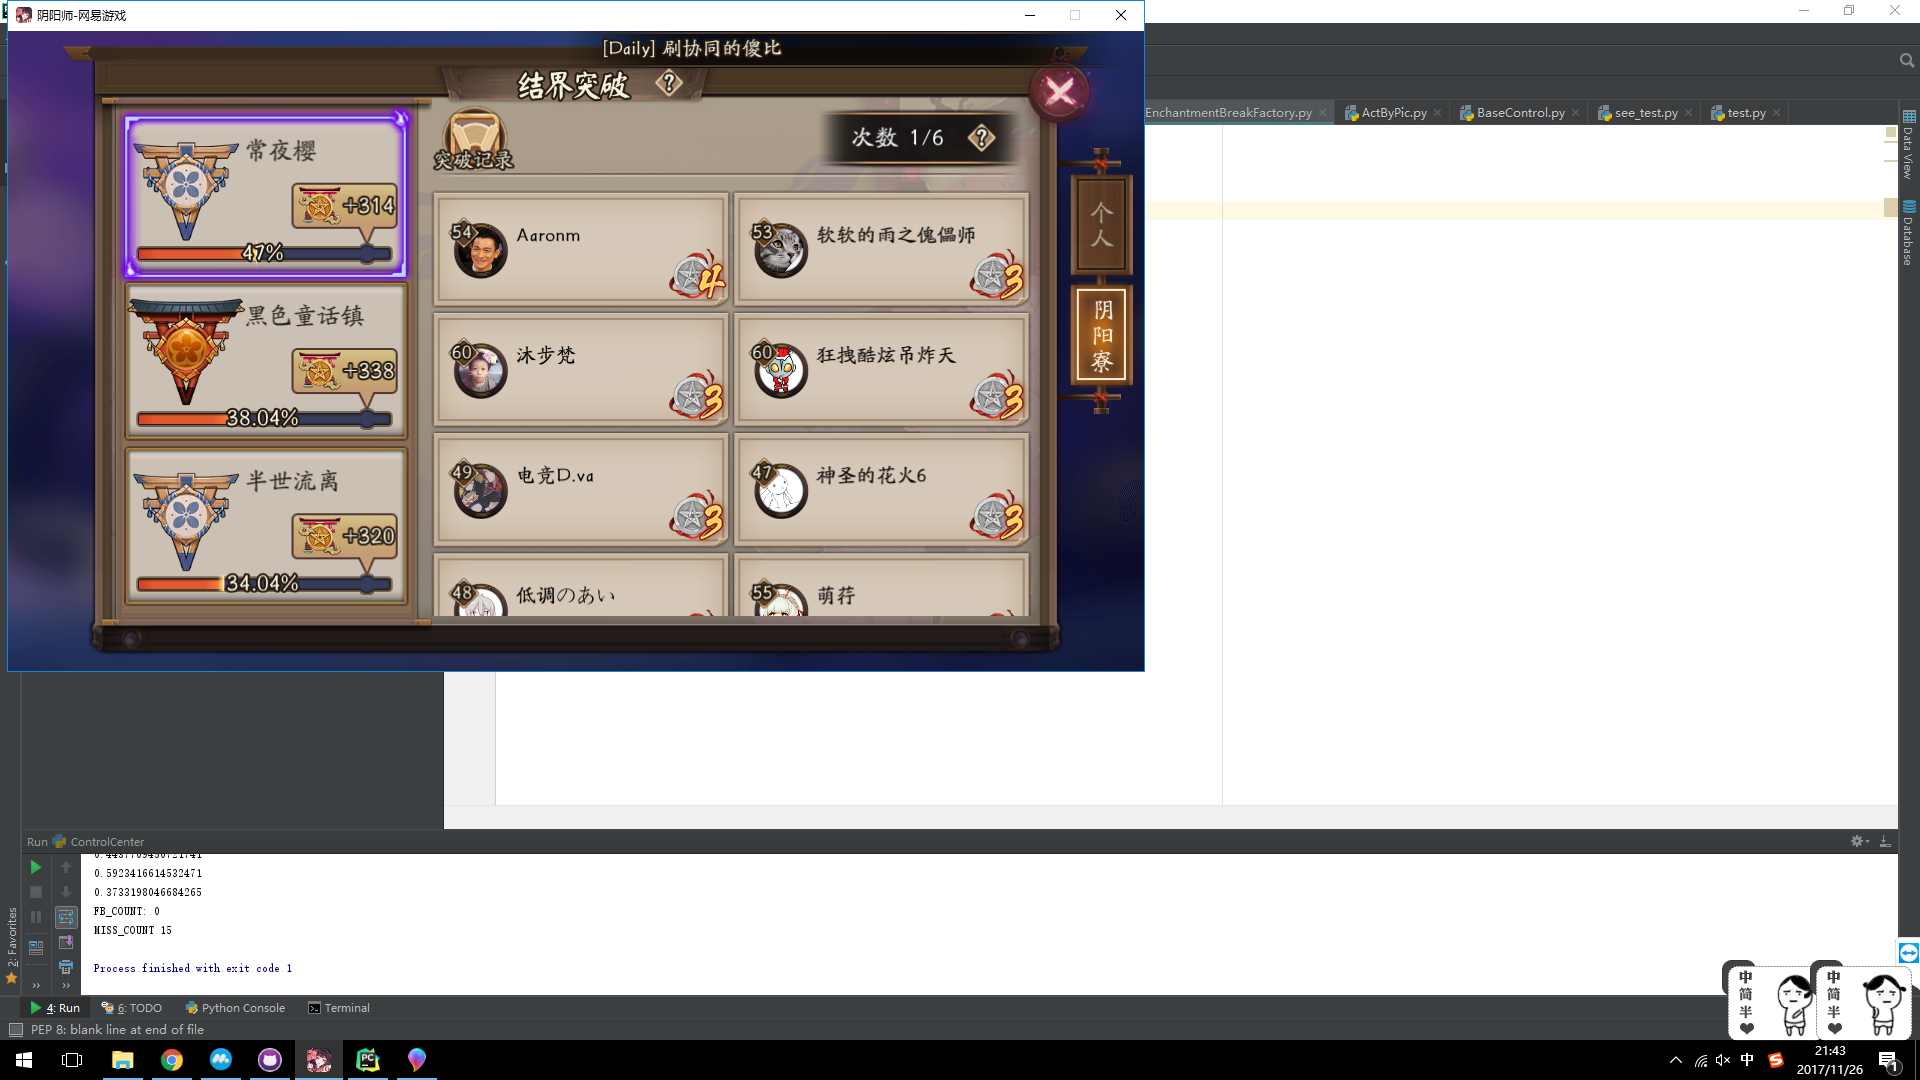 阴阳师-网易游戏
[Daily] 刷协同的傻比
结界突破
突破记录
次数 1/6
常夜樱
+314
47%
黑色童话镇
+338
38.04%
半世流离
+320
34.04%
54 Aaronm 4
53 软软的雨之傀儡师 3
60 沐步梵 3
60 狂拽酷炫吊炸天 3
49 电竞D.va 3
47 神圣的花火6 3
48 低调のあい
55 萌荇
个人
阴阳寮
EnchantmentBreakFactory.py
ActByPic.py
BaseControl.py
see_test.py
test.py
Data View
Database
Run ControlCenter
0.5923416614532471
0.3733198046684265
FB_COUNT: 0
MISS_COUNT 15
Process finished with exit code 1
2: Favorites
4: Run
6: TODO
Python Console
Terminal
PEP 8: blank line at end of file
中简半
中简半
中
21:43
2017/11/26
1